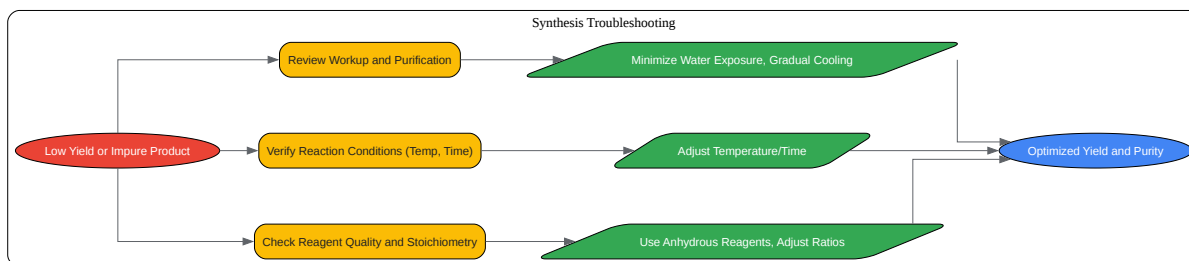 Synthesis Troubleshooting
Review Workup and Purification
Minimize Water Exposure, Gradual Cooling
Low Yield or Impure Product
Verify Reaction Conditions (Temp, Time)
Adjust Temperature/Time
Optimized Yield and Purity
Check Reagent Quality and Stoichiometry
Use Anhydrous Reagents, Adjust Ratios